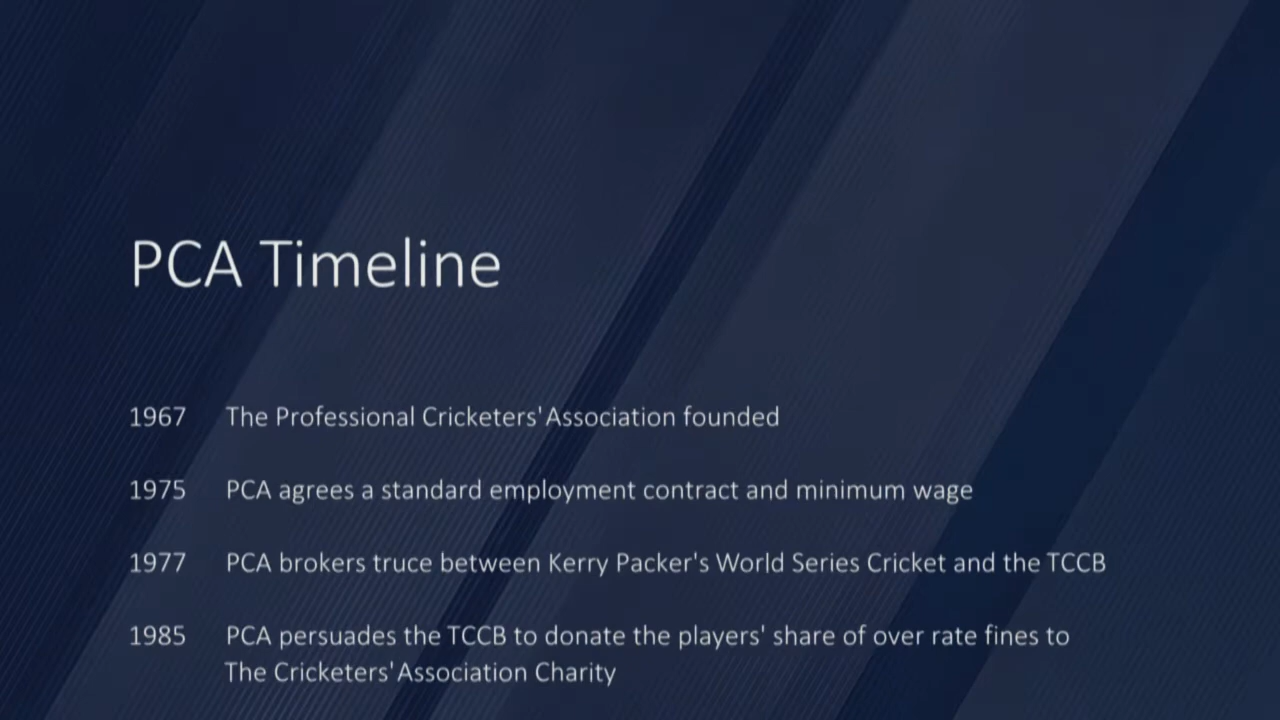 PCA Timeline
1967 The Professional Cricketers' Association founded
1975 PCA agrees a standard employment contract and minimum wage
1977 PCA brokers truce between Kerry Packer's World Series Cricket and the TCCB
1985 PCA persuades the TCCB to donate the players' share of over rate fines to
The Cricketers' Association Charity